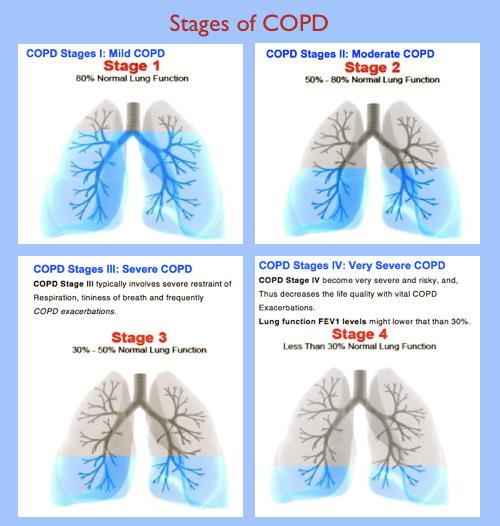 Stages of COPD
COPD Stages I: Mild COPD
Stage 1
80% Normal Lung Function
COPD Stages II: Moderate COPD
Stage 2
50% - 80% Normal Lung Function
COPD Stages III: Severe COPD
COPD Stage III typically involves severe restraint of
Respiration, tininess of breath and frequently
COPD exacerbations.
Stage 3
30% - 50% Normal Lung Function
COPD Stages IV: Very Severe COPD
COPD Stage IV become very severe and risky, and,
Thus decreases the life quality with vital COPD
Exacerbations.
Lung function FEV1 levels might lower that than 30%.
Stage 4
Less Than 30% Normal Lung Function